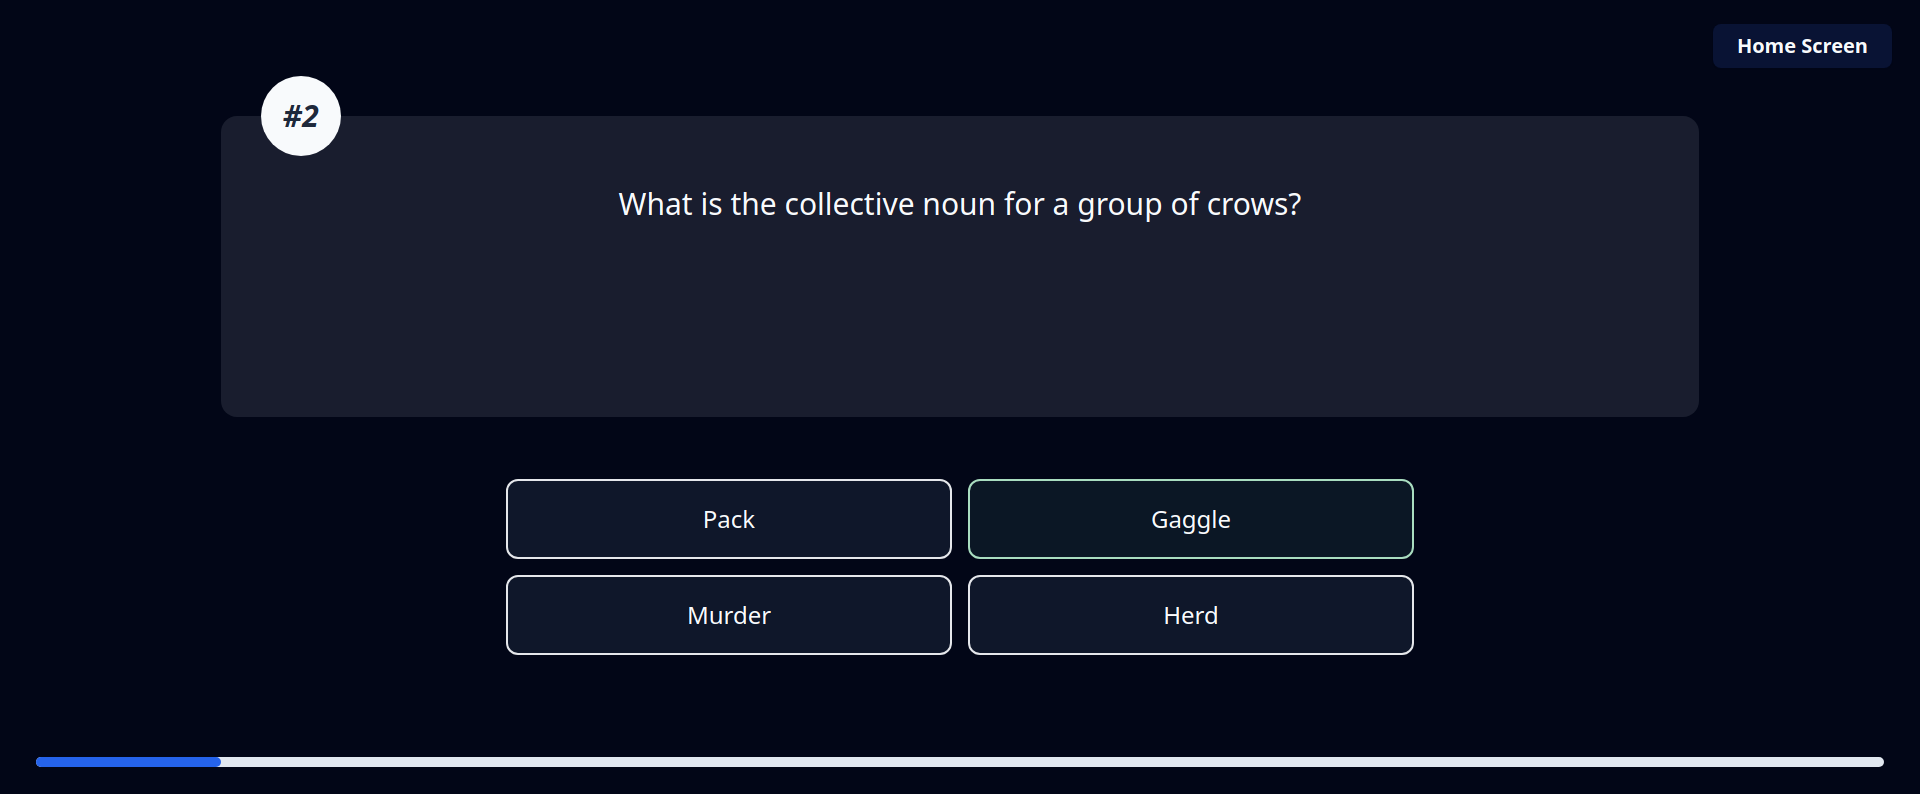 Home Screen
#2
What is the collective noun for a group of crows?
Pack
Gaggle
Murder
Herd